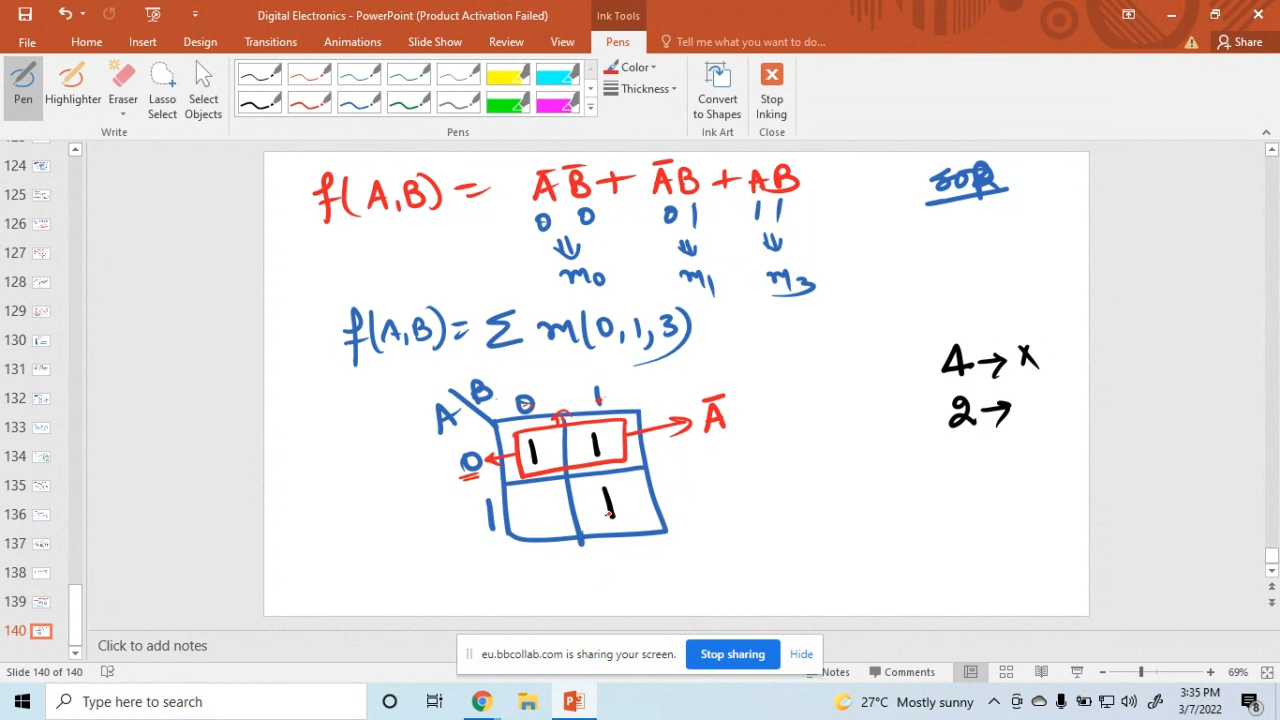 Digital Electronics - PowerPoint (Product Activation Failed)
Ink Tools
File Home Insert Design Transitions Animations Slide Show Review View Pens Tell me what you want to do... Share
Pen Highlighter Eraser Lasso Select Select Objects
Color Thickness
Convert to Shapes Stop Inking
Write Pens Ink Art Close
124
125
126
127
128
129
130
131
132
133
134
135
136
137
138
139
140
f(A,B) = A̅ B̅ + A̅ B + AB
SOP
0 0 0 1 1 1
m0 m1 m3
f(A,B) = Σ m(0,1,3)
4 → x
2 →
A B 0 1
0 1 1 → A̅
1 1
Click to add notes
eu.bbcollab.com is sharing your screen. Stop sharing Hide
Slide 140 of 140 Notes Comments 69%
Type here to search
27°C Mostly sunny
3:35 PM
3/7/2022
8